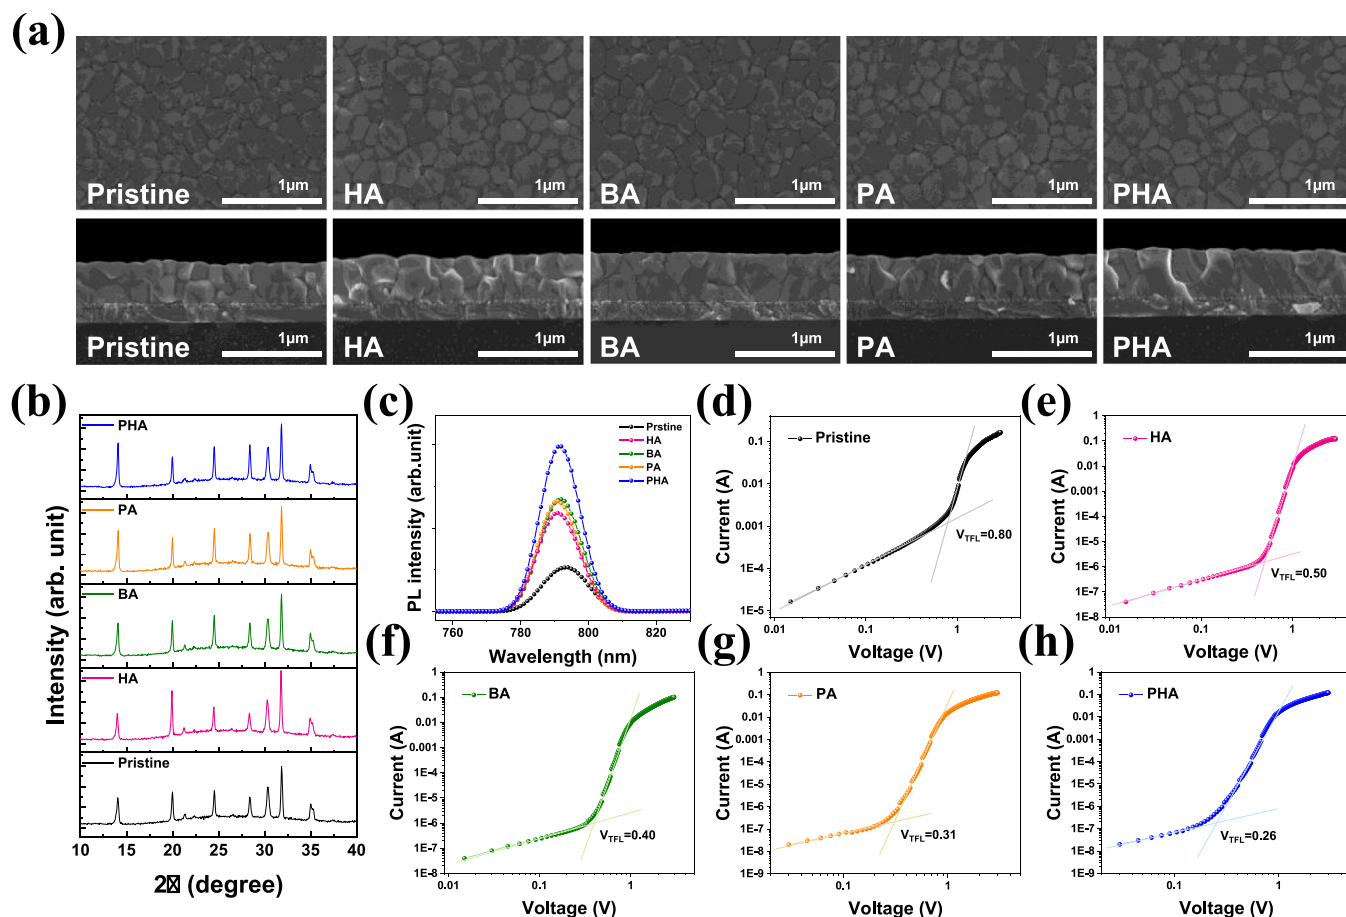 (a)
Pristine 1μm
HA 1μm
BA 1μm
PA 1μm
PHA 1μm
Pristine 1μm
HA 1μm
BA 1μm
PA 1μm
PHA 1μm
(b)
PHA
PA
BA
HA
Pristine
Intensity (arb. unit)
10 15 20 25 30 35 40
2 (degree)
(c)
Prstine
HA
BA
PA
PHA
PL intensity (arb.unit)
760 780 800 820
Wavelength (nm)
(d)
Pristine
1
0.1
0.01
0.001
1E-4
1E-5
Current (A)
VTFL=0.80
0.01 0.1 1
Voltage (V)
(e)
HA
1
0.1
0.01
0.001
1E-4
1E-5
1E-6
1E-7
1E-8
Current (A)
VTFL=0.50
0.01 0.1 1
Voltage (V)
(f)
BA
1
0.1
0.01
0.001
1E-4
1E-5
1E-6
1E-7
1E-8
Current (A)
VTFL=0.40
0.01 0.1 1
Voltage (V)
(g)
PA
1
0.1
0.01
0.001
1E-4
1E-5
1E-6
1E-7
1E-8
1E-9
Current (A)
VTFL=0.31
0.1 1
Voltage (V)
(h)
PHA
1
0.1
0.01
0.001
1E-4
1E-5
1E-6
1E-7
1E-8
1E-9
Current (A)
VTFL=0.26
0.1 1
Voltage (V)